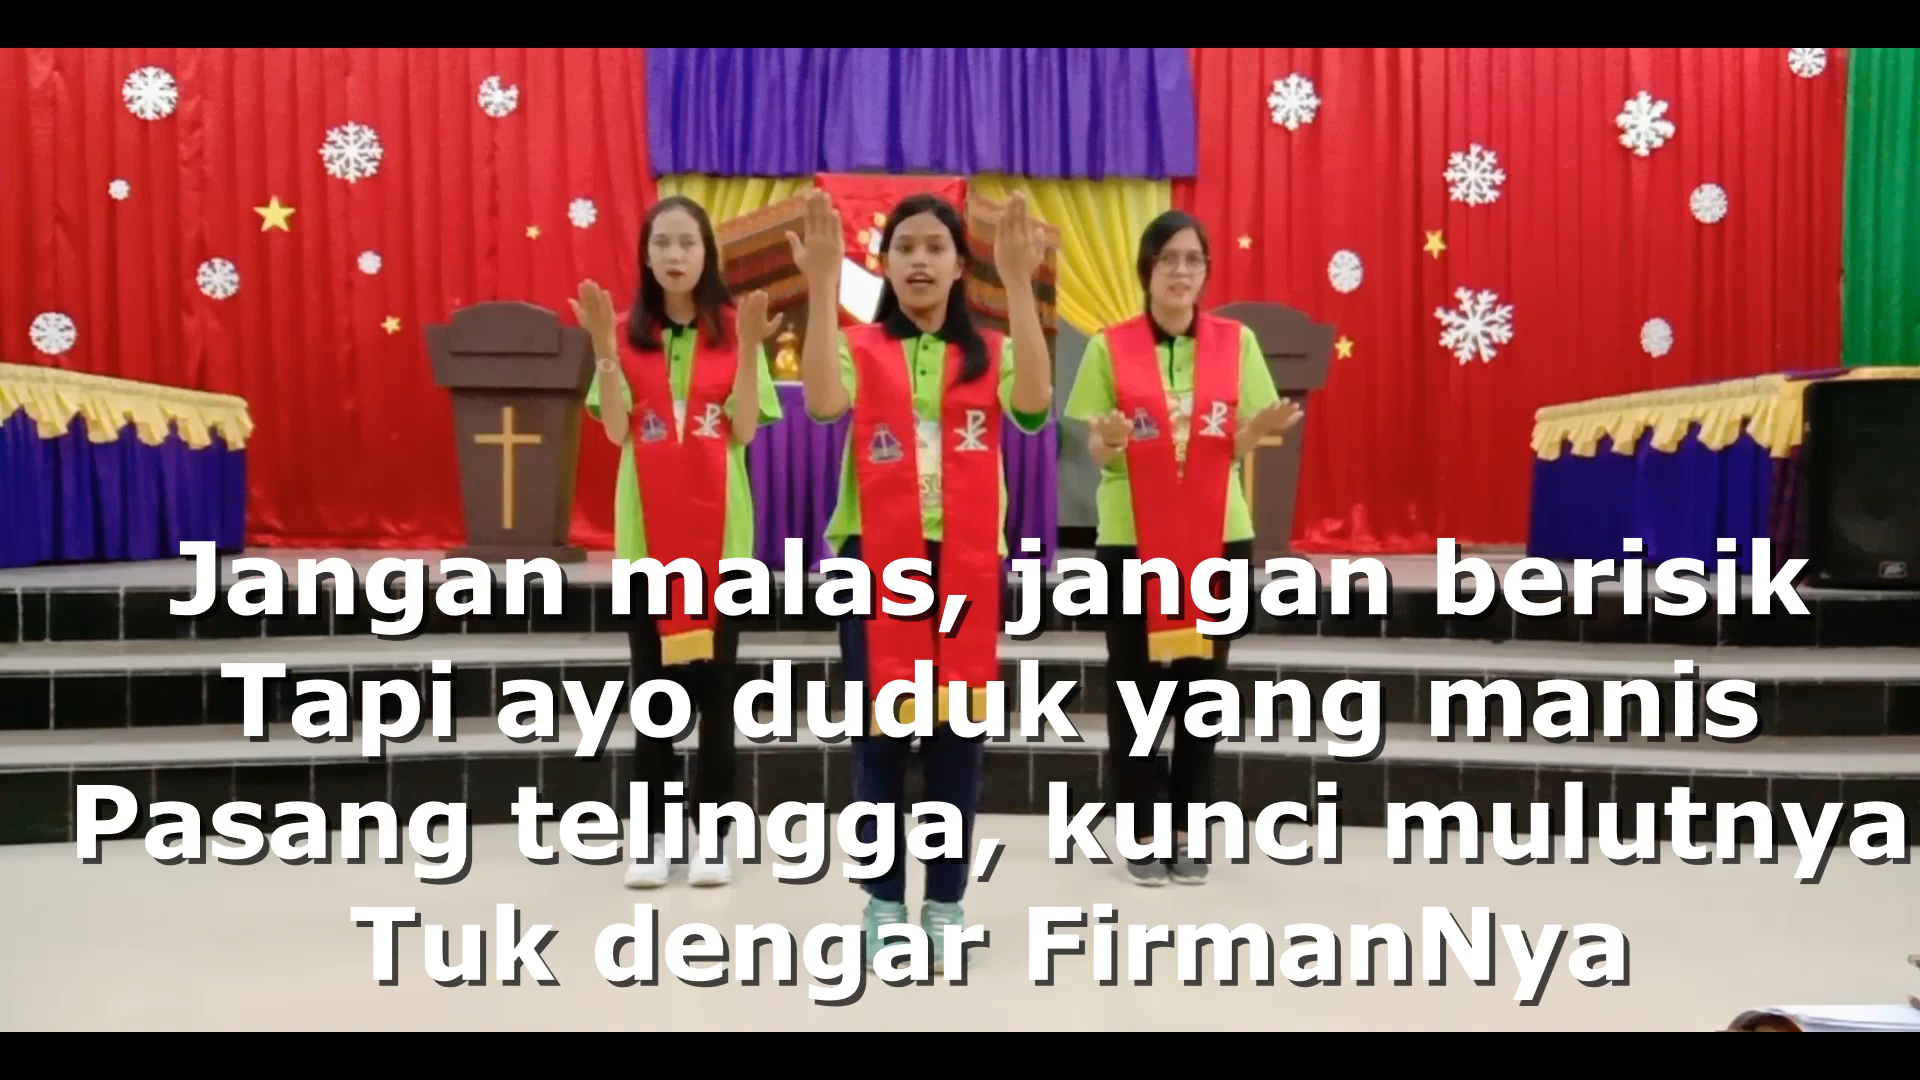 Jangan malas, jangan berisik
Tapi ayo duduk yang manis
Pasang telingga, kunci mulutnya
Tuk dengar FirmanNya